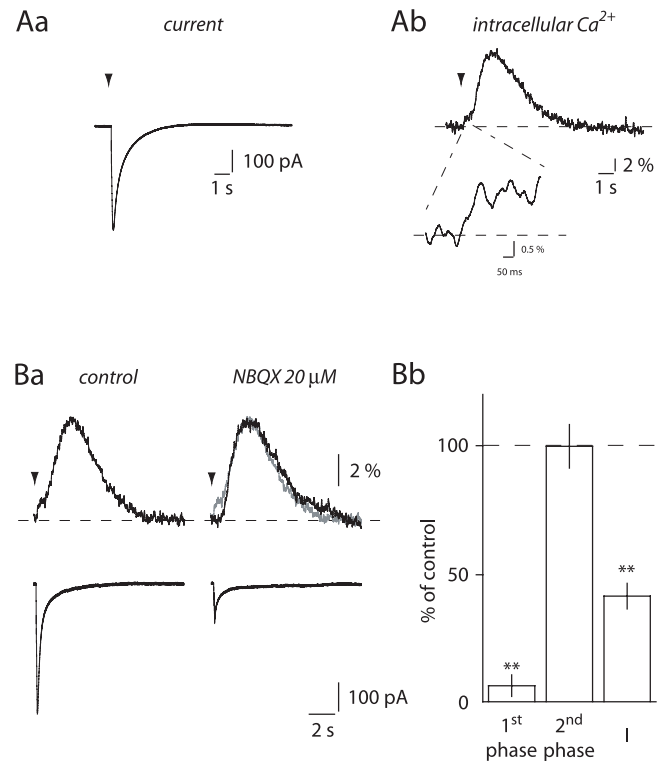 Aa
current
100 pA
1 s
Ab
intracellular Ca²⁺
2 %
1 s
0.5 %
50 ms
Ba
control
NBQX 20 µM
2 %
100 pA
2 s
Bb
% of control
100
50
0
**
**
1st phase
2nd phase
I